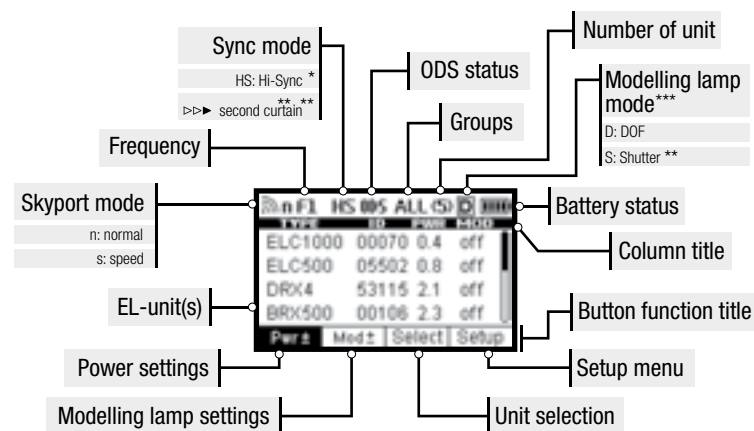 Sync mode
HS: Hi-Sync *
▷▷▶ second curtain** **
Frequency
Skyport mode
n: normal
s: speed
EL-unit(s)
Power settings
Modelling lamp settings
ODS status
Groups
Number of unit
Modelling lamp
mode***
D: DOF
S: Shutter **
Battery status
Column title
Button function title
Setup menu
Unit selection
n F1 HS 005 ALL (5) D
TYPE ID PWR MOD
ELC1000 00070 0.4 off
ELC500 05502 0.8 off
DRX4 53115 2.1 off
BRX500 00106 2.3 off
Pwr± Mod± Select Setup